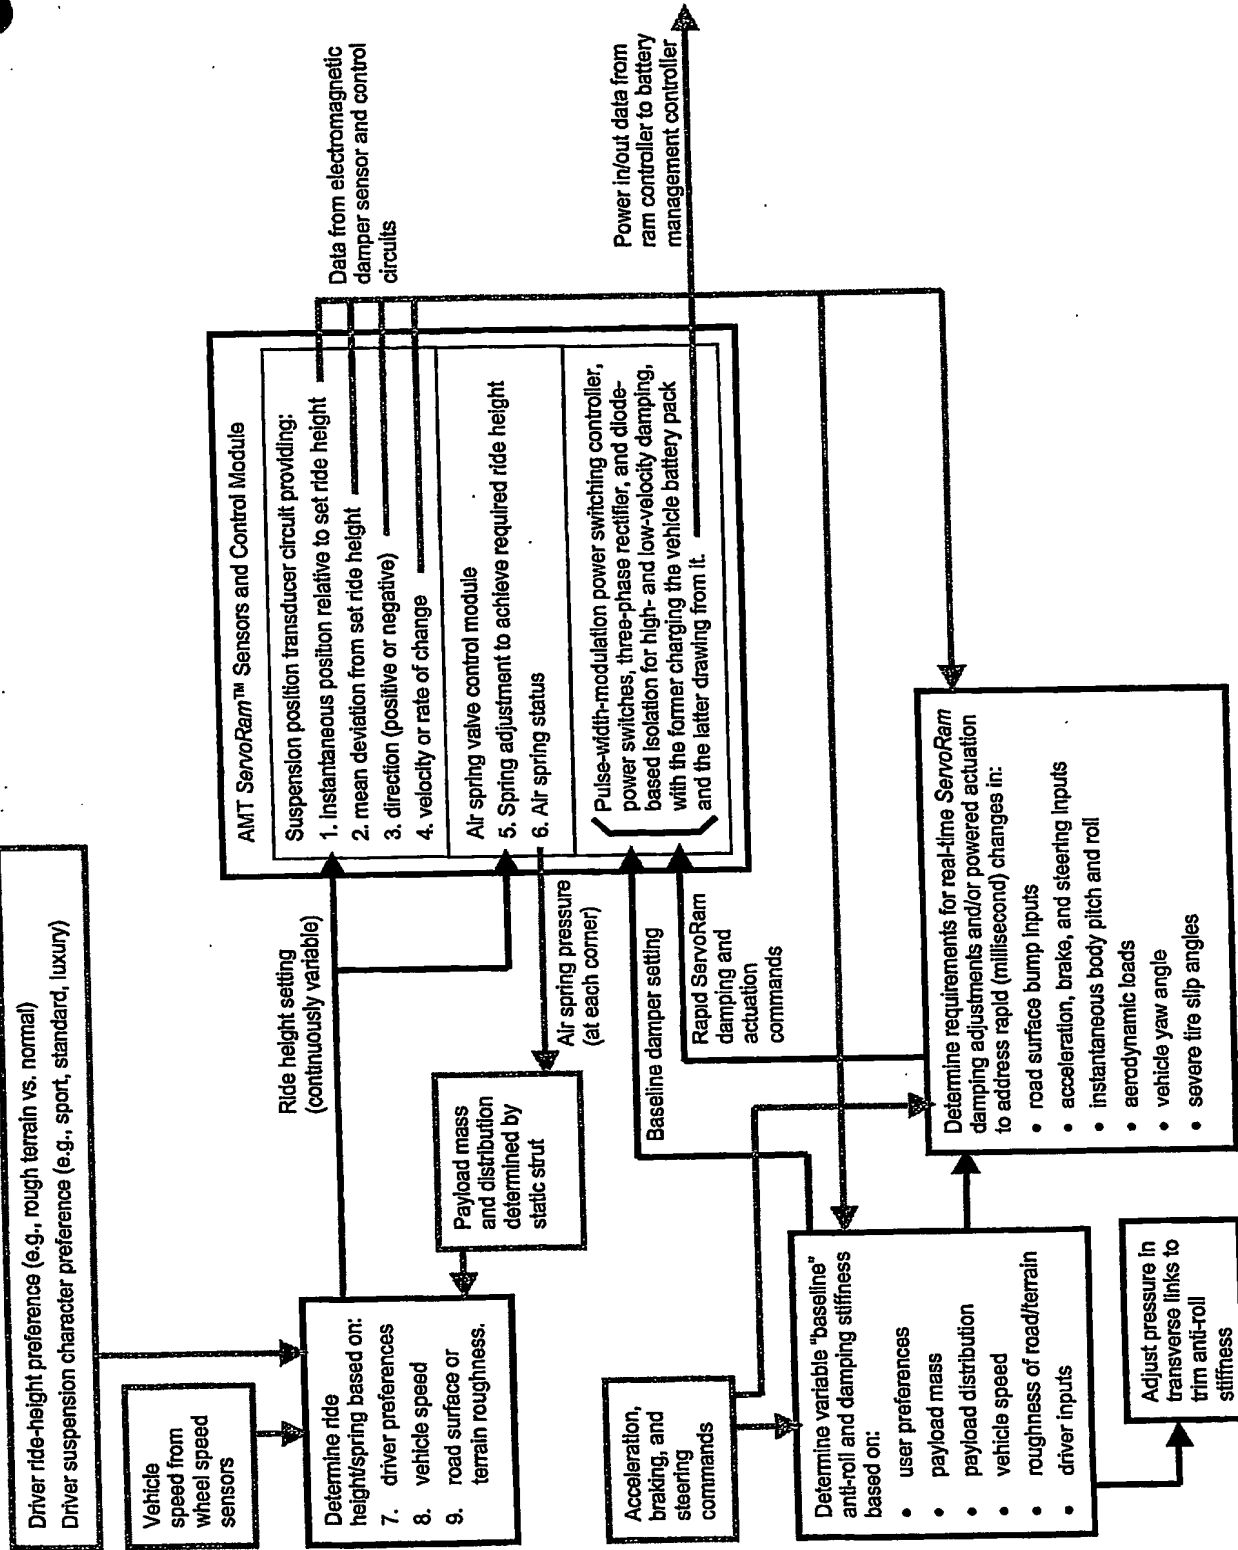 Driver ride-height preference (e.g., rough terrain vs. normal)
Driver suspension character preference (e.g., sport, standard, luxury)
Vehicle
speed from
wheel speed
sensors
Determine ride
height/spring based on:
7. driver preferences
8. vehicle speed
9. road surface or
terrain roughness.
Ride height setting
(continuously variable)
Payload mass
and distribution
determined by
static strut
Air spring pressure
(at each corner)
AMT ServoRam™ Sensors and Control Module
Suspension position transducer circuit providing:
1. Instantaneous position relative to set ride height
2. mean deviation from set ride height
3. direction (positive or negative)
4. velocity or rate of change
Air spring valve control module
5. Spring adjustment to achieve required ride height
6. Air spring status
Pulse-width-modulation power switching controller,
power switches, three-phase rectifier, and diode-
based isolation for high- and low-velocity damping,
with the former charging the vehicle battery pack
and the latter drawing from it.
Data from electromagnetic
damper sensor and control
circuits
Power in/out data from
ram controller to battery
management controller
Baseline damper setting
Rapid ServoRam
damping and
actuation
commands
Acceleration,
braking, and
steering
commands
Determine variable "baseline"
anti-roll and damping stiffness
based on:
• user preferences
• payload mass
• payload distribution
• vehicle speed
• roughness of road/terrain
• driver inputs
Determine requirements for real-time ServoRam
damping adjustments and/or powered actuation
to address rapid (millisecond) changes in:
• road surface bump inputs
• acceleration, brake, and steering inputs
• instantaneous body pitch and roll
• aerodynamic loads
• vehicle yaw angle
• severe tire slip angles
Adjust pressure in
transverse links to
trim anti-roll
stiffness